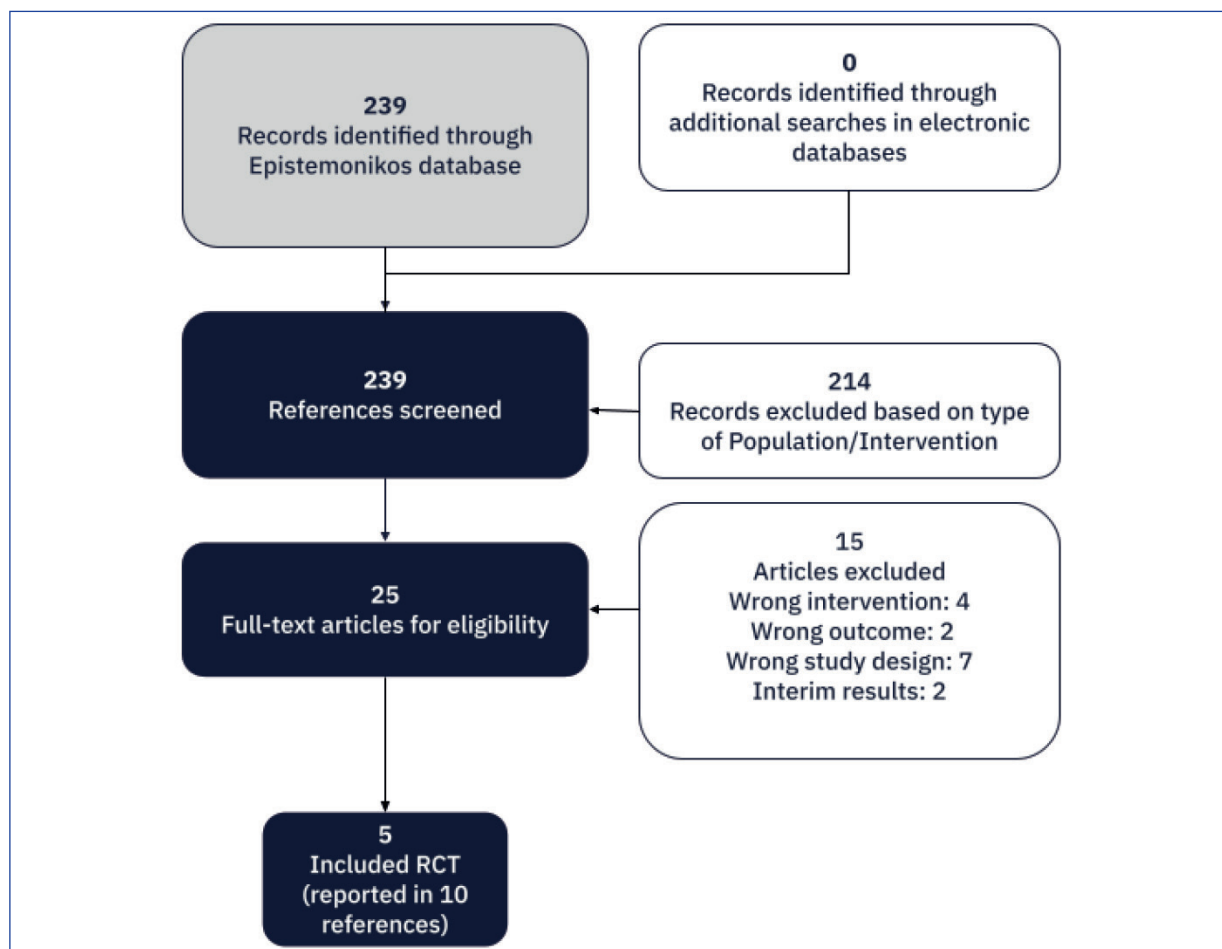 239
Records identified through
Epistemonikos database
0
Records identified through
additional searches in electronic
databases
239
References screened
214
Records excluded based on type
of Population/Intervention
25
Full-text articles for eligibility
15
Articles excluded
Wrong intervention: 4
Wrong outcome: 2
Wrong study design: 7
Interim results: 2
5
Included RCT
(reported in 10
references)